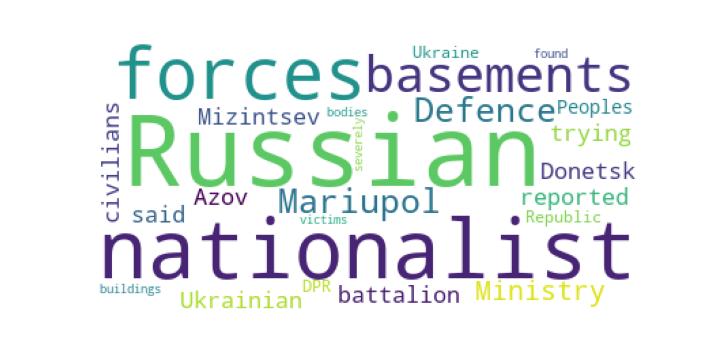 Ukraine found
forces basements
civilians Mizintsev bodies Defence Peoples
Russian severely trying
Donetsk
Azov Mariupol reported
said victims Republic
nationalist
buildings Ukrainian DPR battalion Ministry